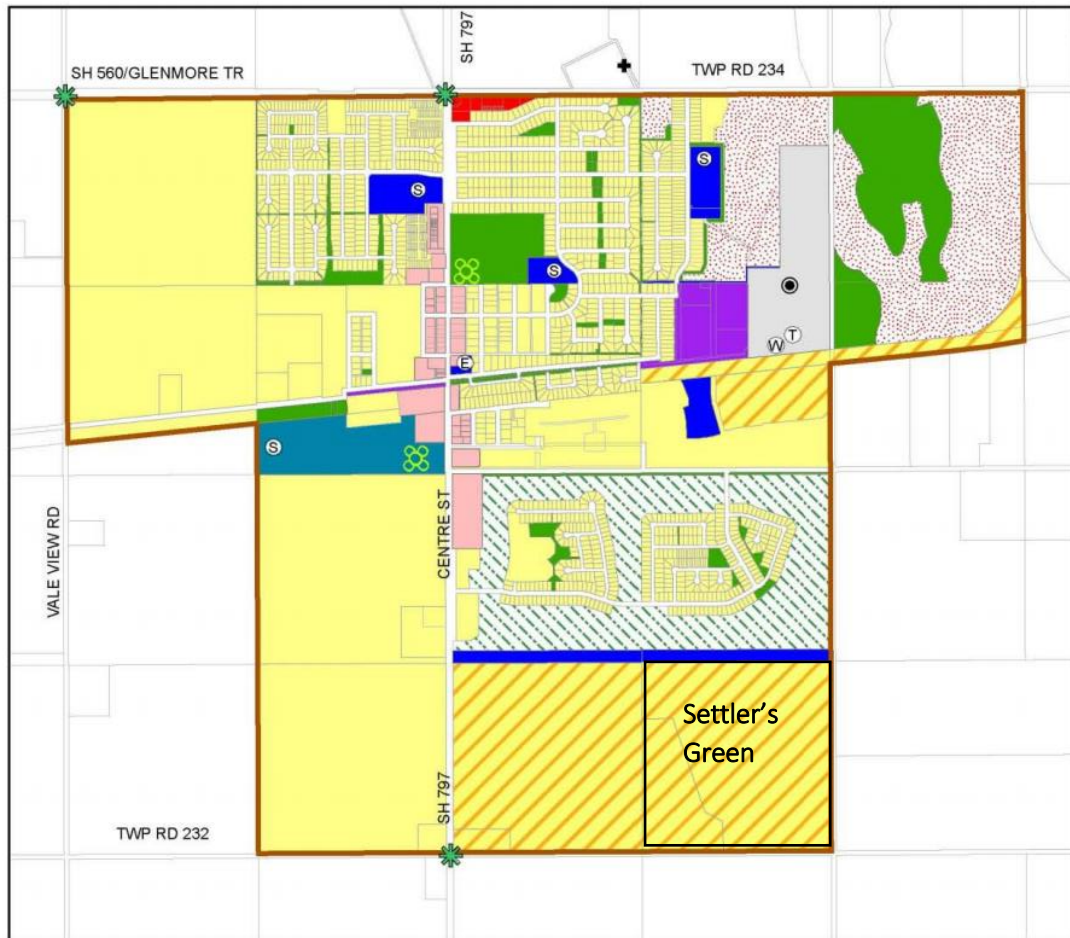 SH 797
SH 560/GLENMORE TR
TWP RD 234
S
S
S
E
W
T
S
VALE VIEW RD
CENTRE ST
Settler's
Green
SH 797
TWP RD 232